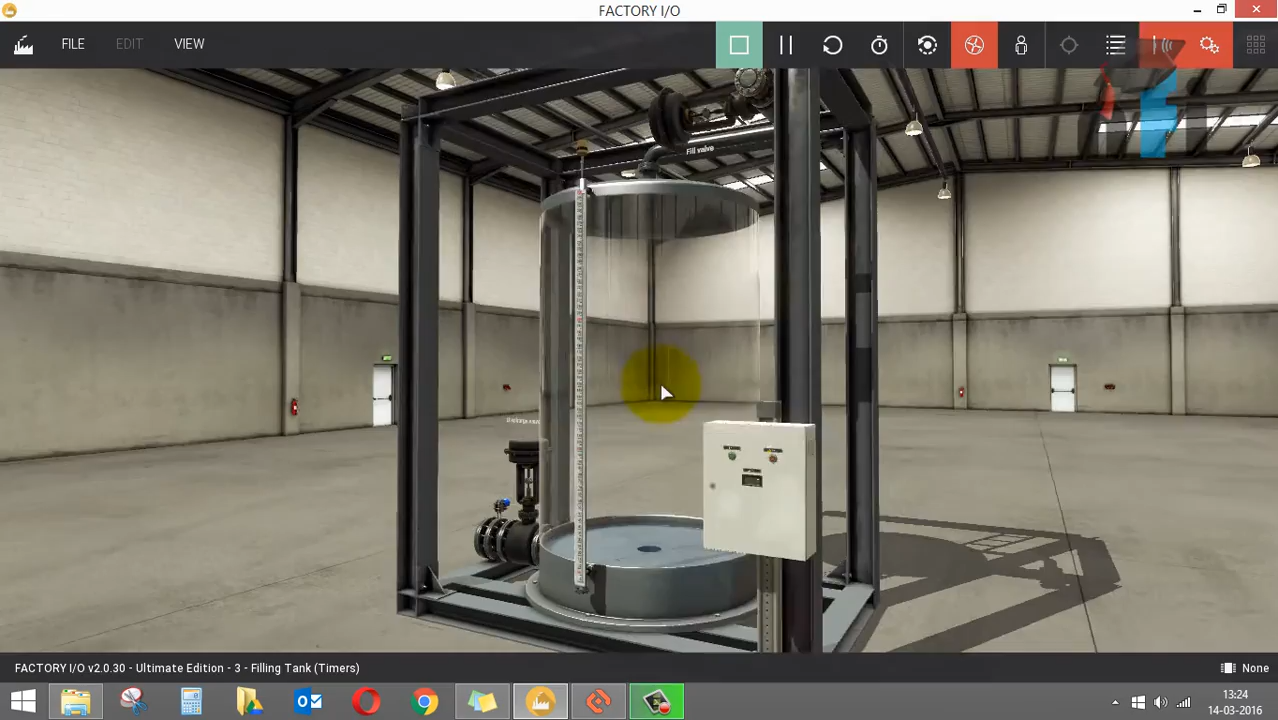 FACTORY I/O
FILE EDIT VIEW
Fill valve
FACTORY I/O v2.0.30 - Ultimate Edition - 3 - Filling Tank (Timers)
None
13:24
14-03-2016